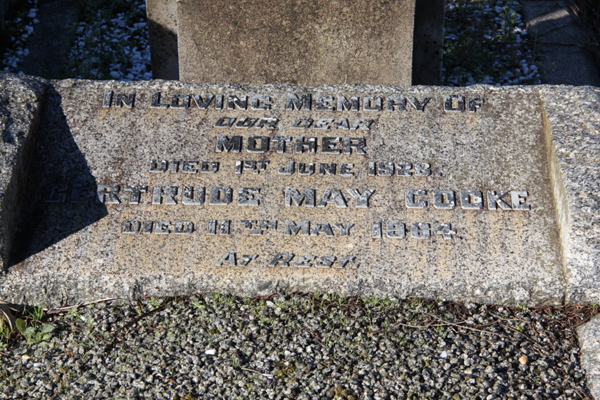 IN LOVING MEMORY OF
OUR DEAR
MOTHER
DIED 1ST JUNE 1928.
GERTRUDE MAY COOKE
DIED 11TH MAY 1984.
AT REST.